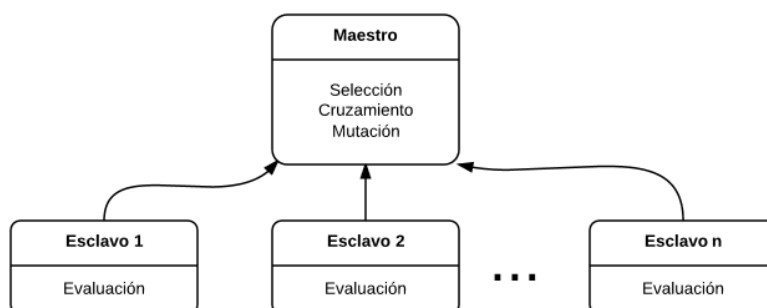 Maestro
Selección
Cruzamiento
Mutación
Esclavo 1
Evaluación
Esclavo 2
Evaluación
...
Esclavo n
Evaluación